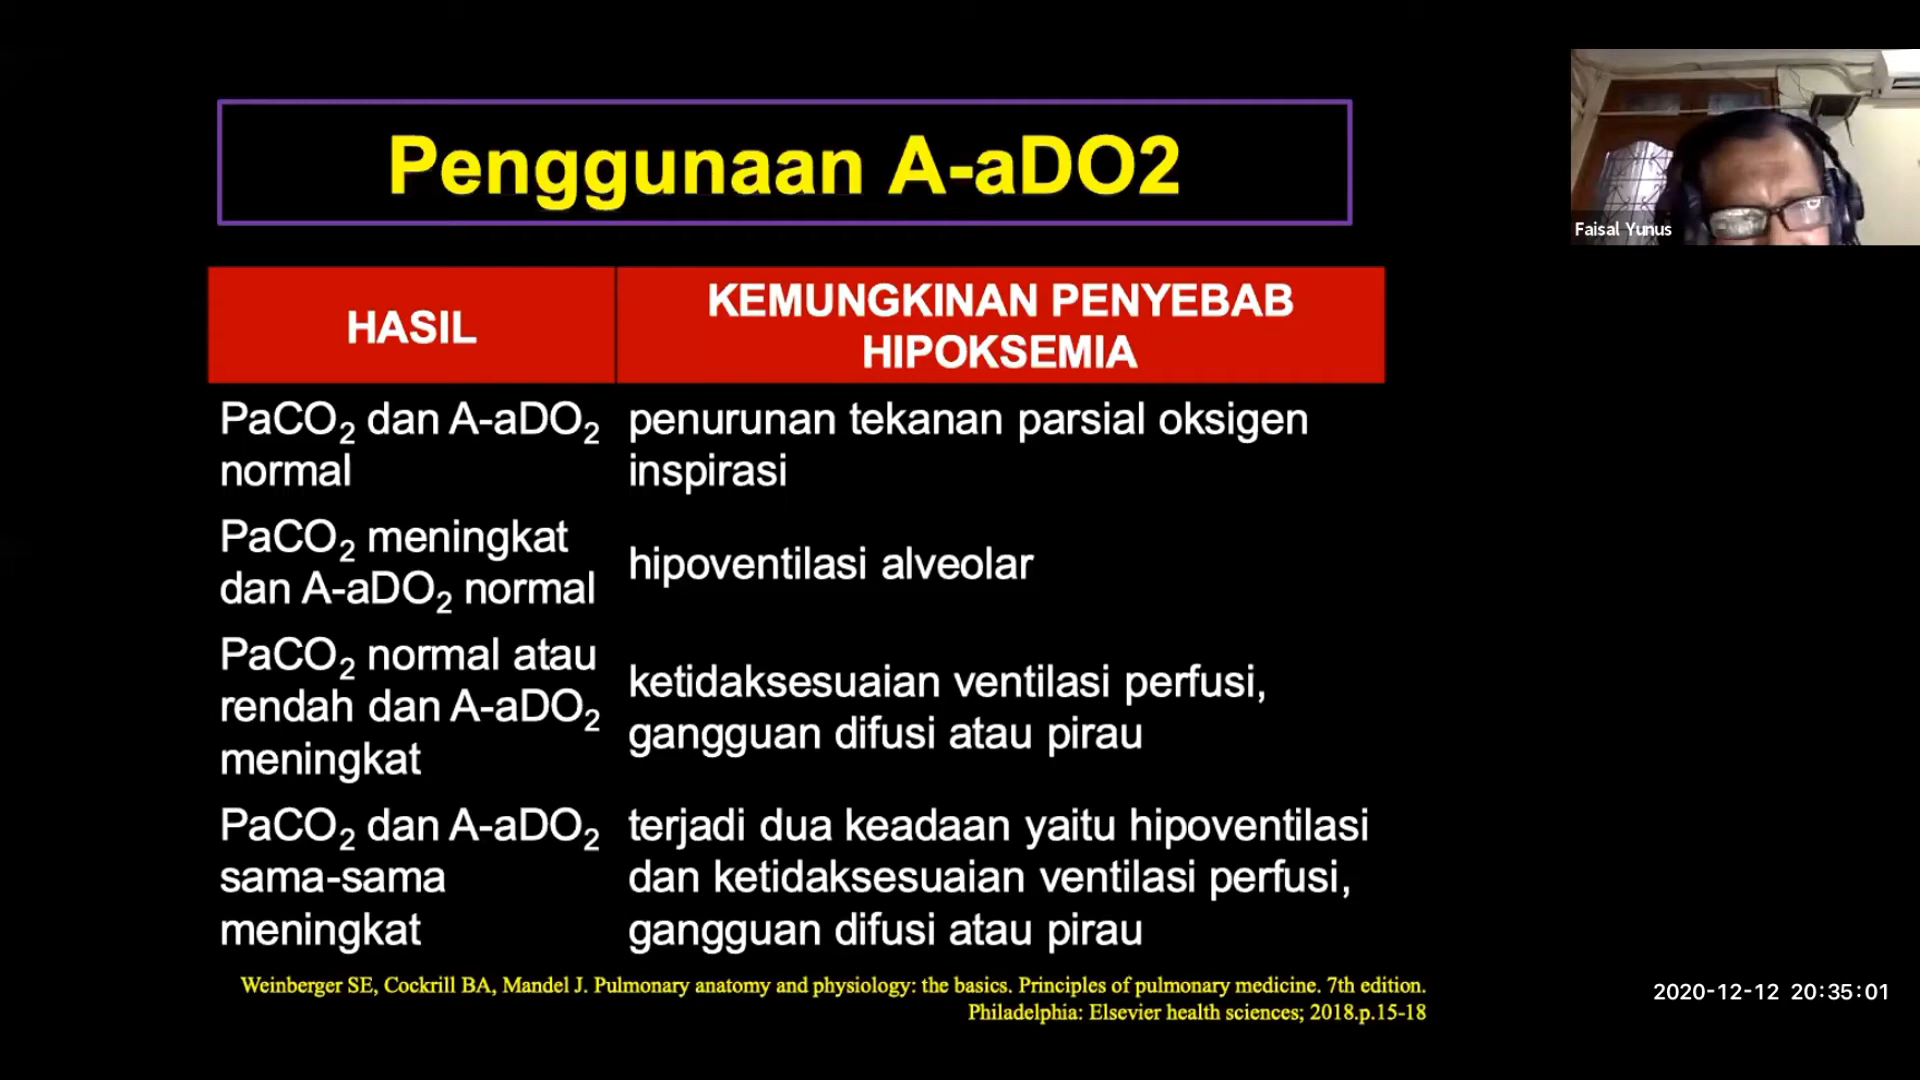 Penggunaan A-aDO2
Faisal Yunus
HASIL
KEMUNGKINAN PENYEBAB
HIPOKSEMIA
PaCO₂ dan A-aDO₂
normal
penurunan tekanan parsial oksigen
inspirasi
PaCO₂ meningkat
dan A-aDO₂ normal
hipoventilasi alveolar
PaCO₂ normal atau
rendah dan A-aDO₂
meningkat
ketidaksesuaian ventilasi perfusi,
gangguan difusi atau pirau
PaCO₂ dan A-aDO₂
sama-sama
meningkat
terjadi dua keadaan yaitu hipoventilasi
dan ketidaksesuaian ventilasi perfusi,
gangguan difusi atau pirau
Weinberger SE, Cockrill BA, Mandel J. Pulmonary anatomy and physiology: the basics. Principles of pulmonary medicine. 7th edition.
Philadelphia: Elsevier health sciences; 2018.p.15-18
2020-12-12 20:35:01